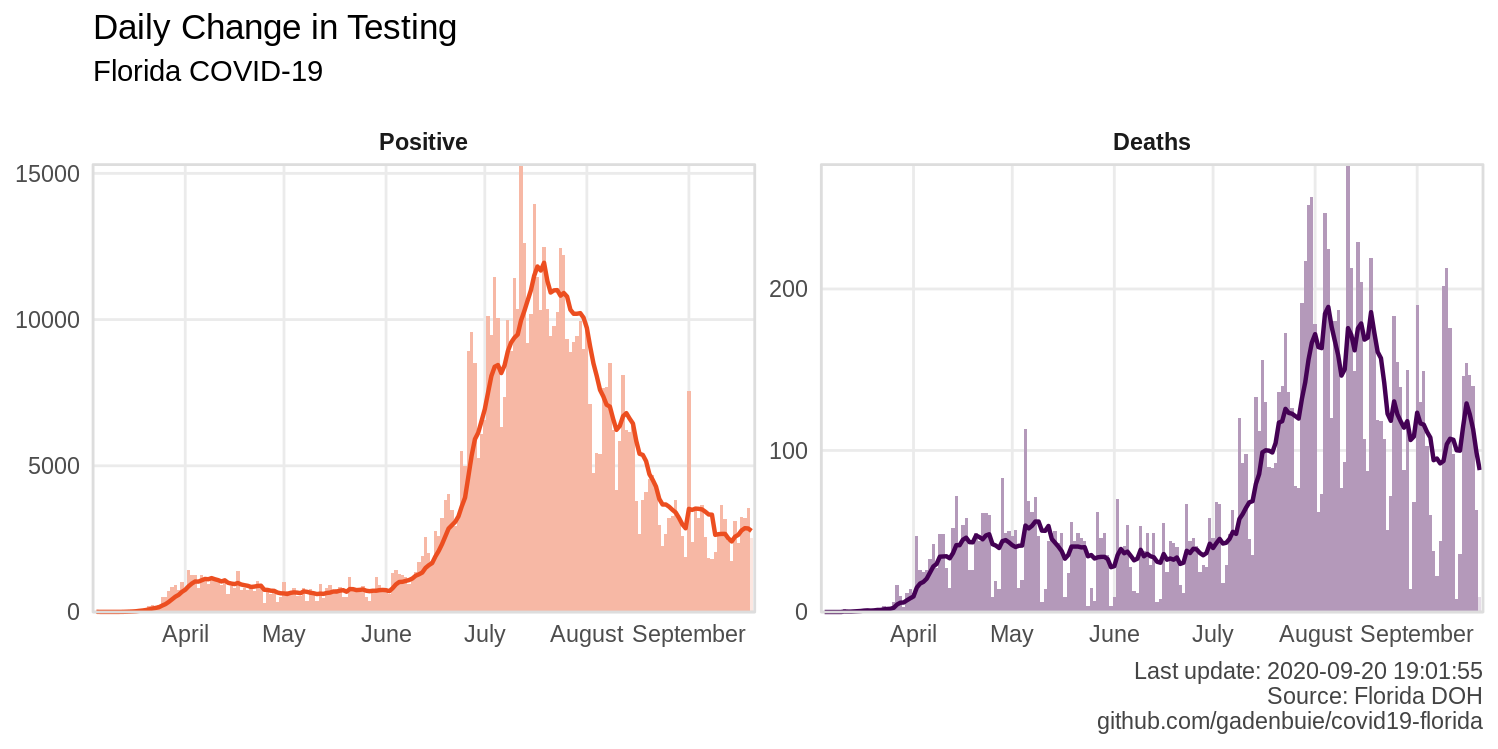 Daily Change in Testing
Florida COVID-19
Positive
15000
10000
5000
0
April May June July August September
Deaths
200
100
0
April May June July August September
Last update: 2020-09-20 19:01:55
Source: Florida DOH
github.com/gadenbuie/covid19-florida